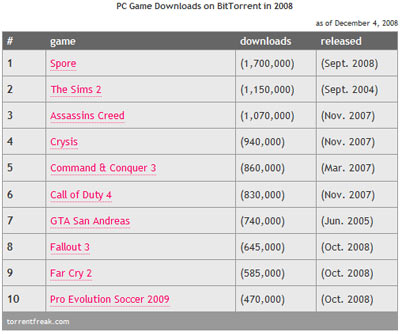 PC Game Downloads on BitTorrent in 2008
as of December 4, 2008
# game downloads released
1 Spore (1,700,000) (Sept. 2008)
2 The Sims 2 (1,150,000) (Sept. 2004)
3 Assassins Creed (1,070,000) (Nov. 2007)
4 Crysis (940,000) (Nov. 2007)
5 Command & Conquer 3 (860,000) (Mar. 2007)
6 Call of Duty 4 (830,000) (Nov. 2007)
7 GTA San Andreas (740,000) (Jun. 2005)
8 Fallout 3 (645,000) (Oct. 2008)
9 Far Cry 2 (585,000) (Oct. 2008)
10 Pro Evolution Soccer 2009 (470,000) (Oct. 2008)
torrentfreak.com